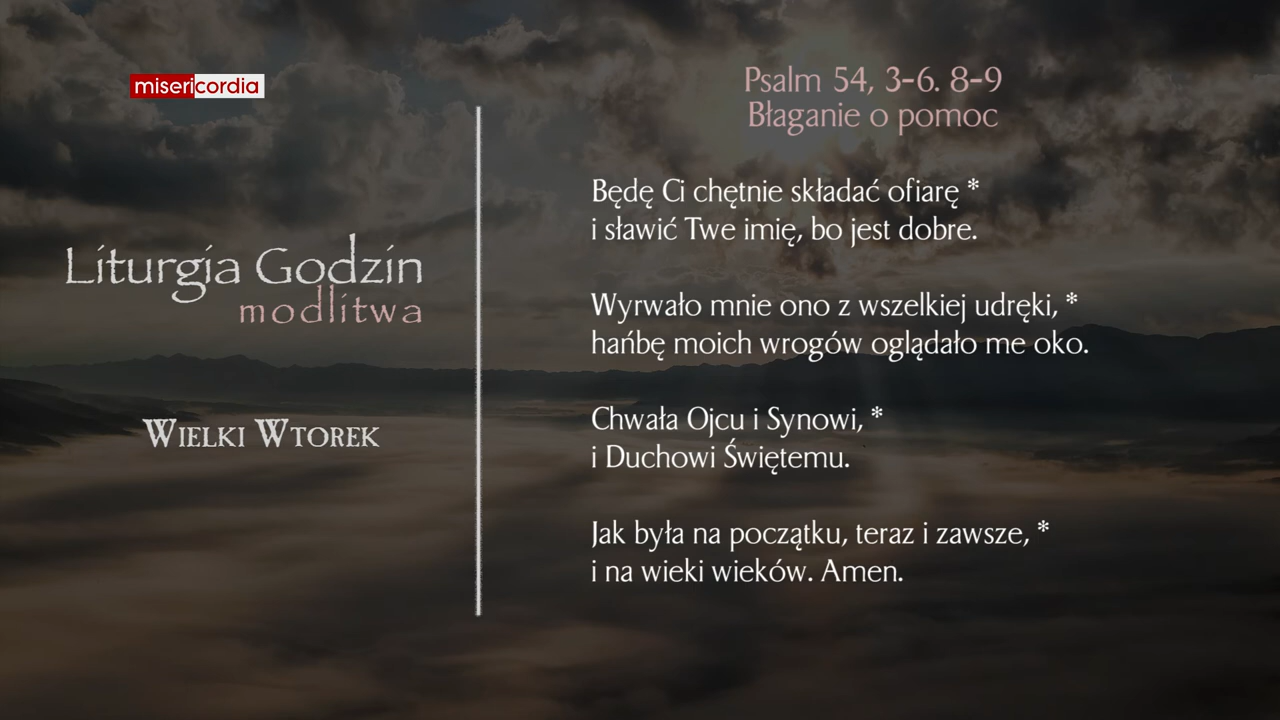 misericordia
Liturgia Godzin
modlitwa
Wielki Wtorek
Psalm 54, 3-6. 8-9
Błaganie o pomoc
Będę Ci chętnie składać ofiarę *
i sławić Twe imię, bo jest dobre.
Wyrwało mnie ono z wszelkiej udręki, *
hańbę moich wrogów oglądało me oko.
Chwała Ojcu i Synowi, *
i Duchowi Świętemu.
Jak była na początku, teraz i zawsze, *
i na wieki wieków. Amen.